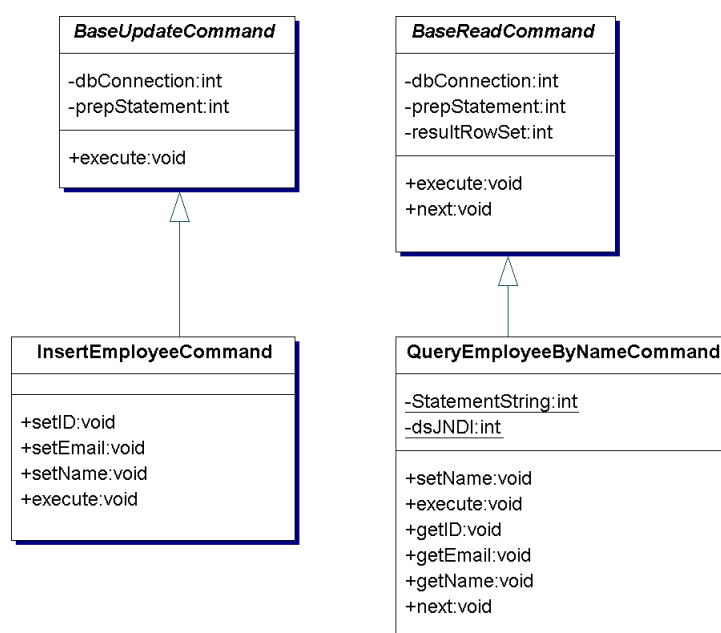 BaseUpdateCommand
-dbConnection:int
-prepStatement:int
+execute:void
BaseReadCommand
-dbConnection:int
-prepStatement:int
-resultRowSet:int
+execute:void
+next:void
InsertEmployeeCommand
+setID:void
+setEmail:void
+setName:void
+execute:void
QueryEmployeeByNameCommand
-StatementString:int
-dsJNDI:int
+setName:void
+execute:void
+getID:void
+getEmail:void
+getName:void
+next:void